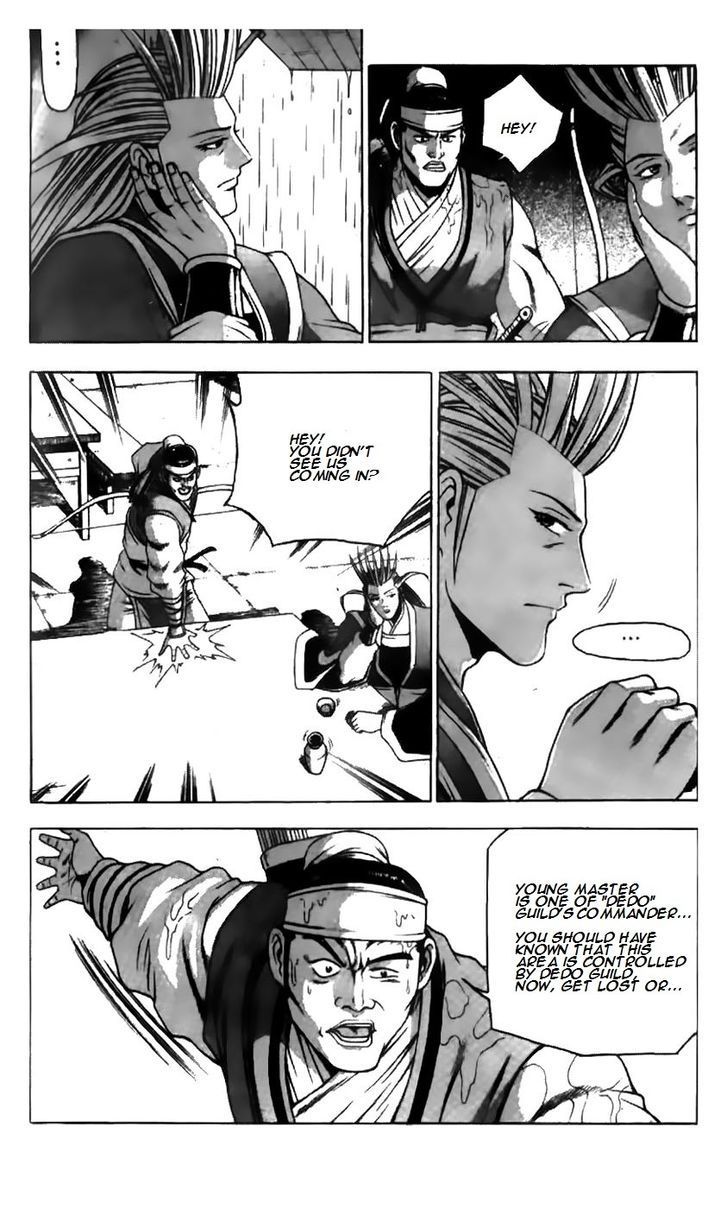 ...
HEY!
HEY!
YOU DIDN'T
SEE US
COMING IN?
...
YOUNG MASTER
IS ONE OF "DEDO"
GUILD'S COMMANDER...
YOU SHOULD HAVE
KNOWN THAT THIS
AREA IS CONTROLLED
BY DEDO GUILD.
NOW, GET LOST OR...